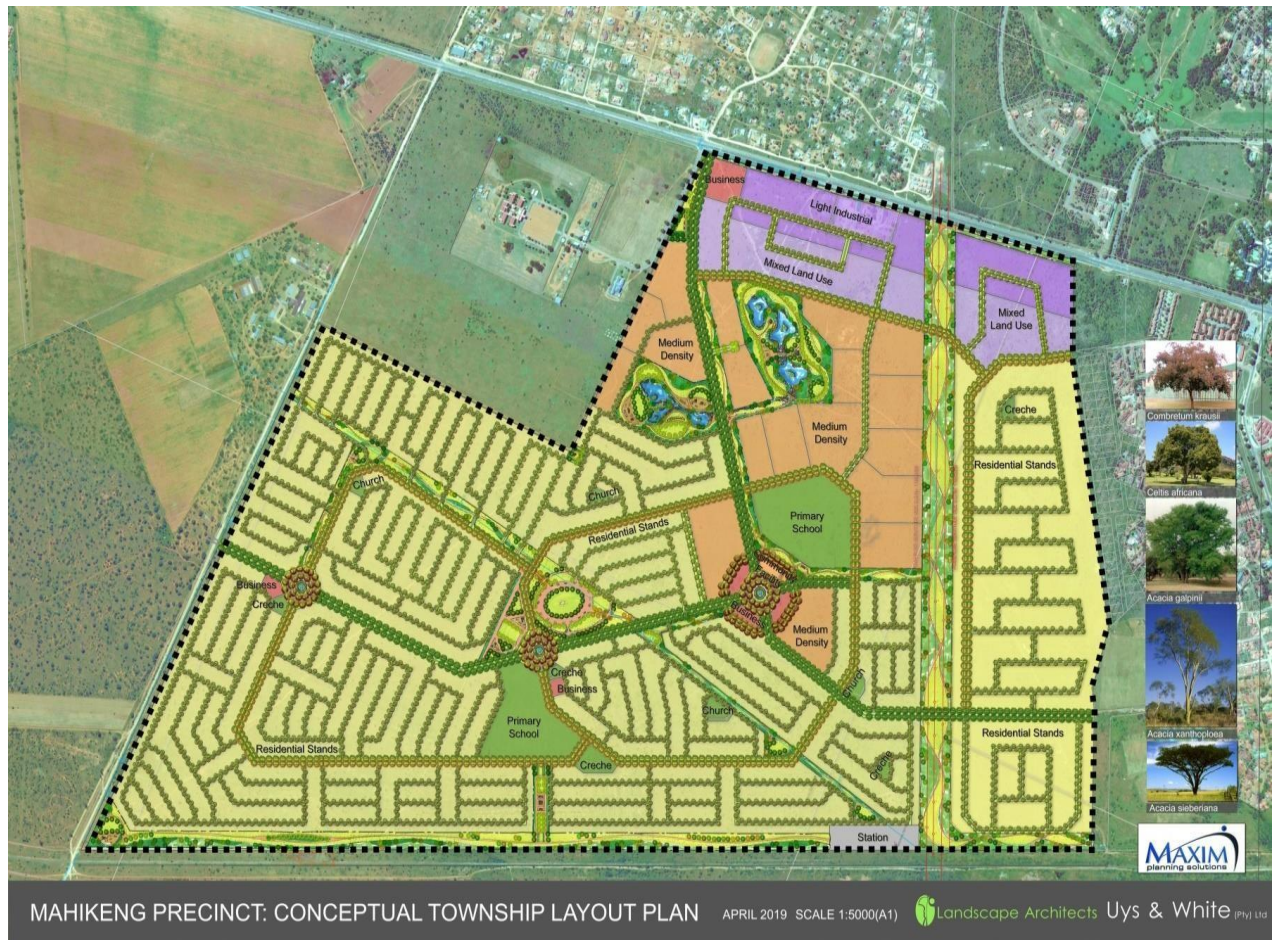 Business
Light Industrial
Mixed Land Use
Mixed
Land Use
Medium
Density
Creche
Medium
Density
Residential Stands
Church
Church
Residential Stands
Primary
School
Business
Creche
Business
Medium
Density
Creche
Business
Church
Church
Primary
School
Residential Stands
Residential Stands
Creche
Creche
Station
Combretum krausii
Celtis africana
Acacia galpinii
Acacia xanthoploea
Acacia sieberiana
MAXIM
planning solutions
MAHIKENG PRECINCT: CONCEPTUAL TOWNSHIP LAYOUT PLAN
APRIL 2019 SCALE 1:5000(A1)
Landscape Architects Uys & White (Pty) Ltd